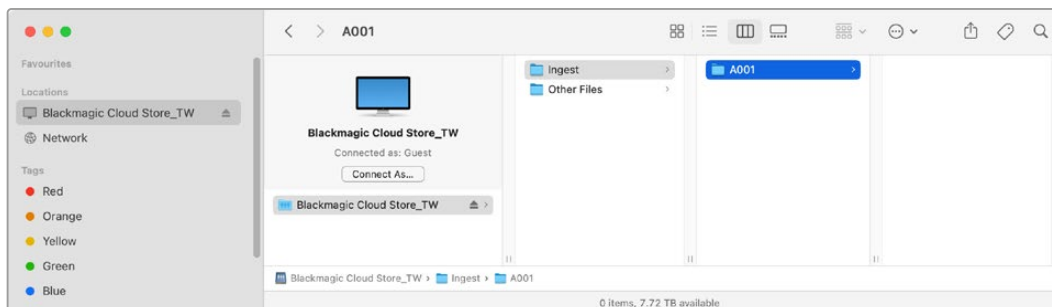 A001
Favourites
Locations
Blackmagic Cloud Store_TW
Network
Tags
Red
Orange
Yellow
Green
Blue
Blackmagic Cloud Store_TW
Connected as: Guest
Connect As...
Blackmagic Cloud Store_TW
Ingest
Other Files
A001
Blackmagic Cloud Store_TW › Ingest › A001
0 items, 7.72 TB available